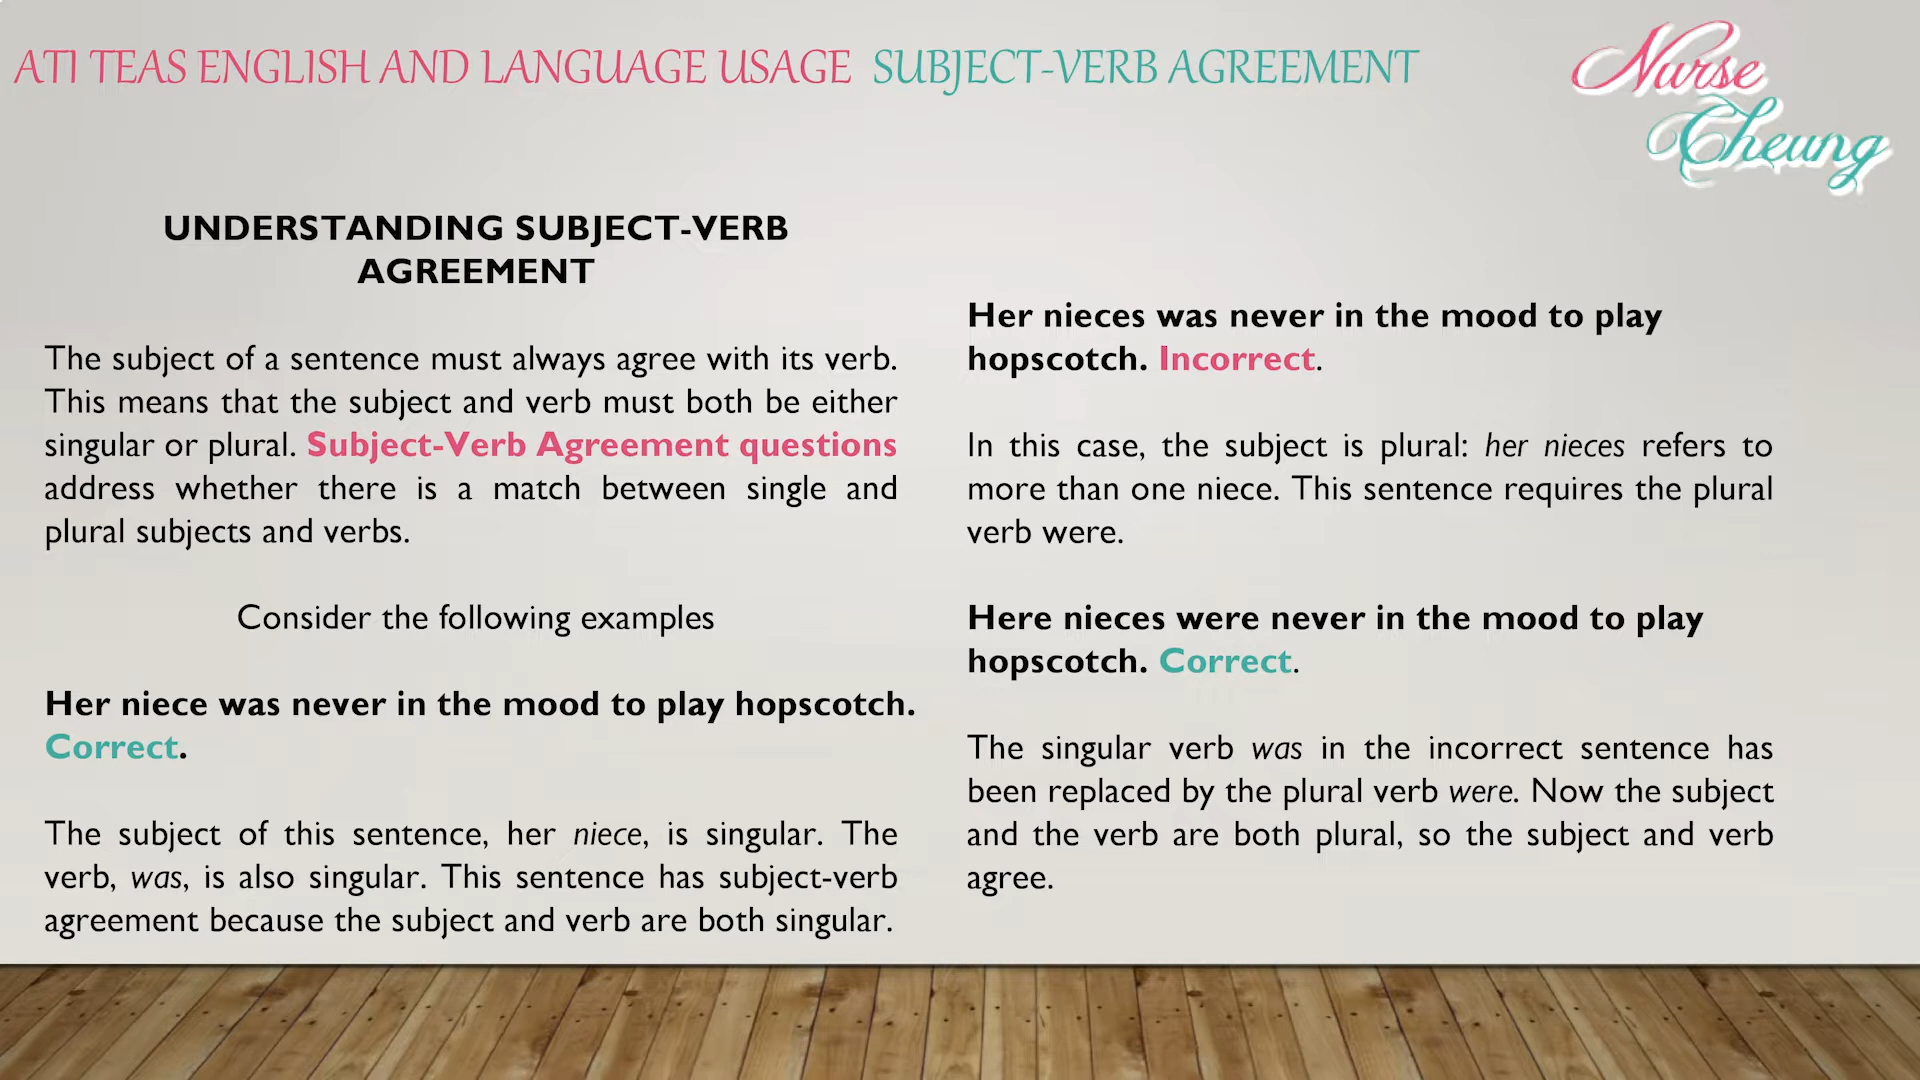 ATI TEAS ENGLISH AND LANGUAGE USAGE SUBJECT-VERB AGREEMENT
Nurse
Cheung
UNDERSTANDING SUBJECT-VERB
AGREEMENT
The subject of a sentence must always agree with its verb.
This means that the subject and verb must both be either
singular or plural. Subject-Verb Agreement questions
address whether there is a match between single and
plural subjects and verbs.
Consider the following examples
Her niece was never in the mood to play hopscotch.
Correct.
The subject of this sentence, her niece, is singular. The
verb, was, is also singular. This sentence has subject-verb
agreement because the subject and verb are both singular.
Her nieces was never in the mood to play
hopscotch. Incorrect.
In this case, the subject is plural: her nieces refers to
more than one niece. This sentence requires the plural
verb were.
Here nieces were never in the mood to play
hopscotch. Correct.
The singular verb was in the incorrect sentence has
been replaced by the plural verb were. Now the subject
and the verb are both plural, so the subject and verb
agree.